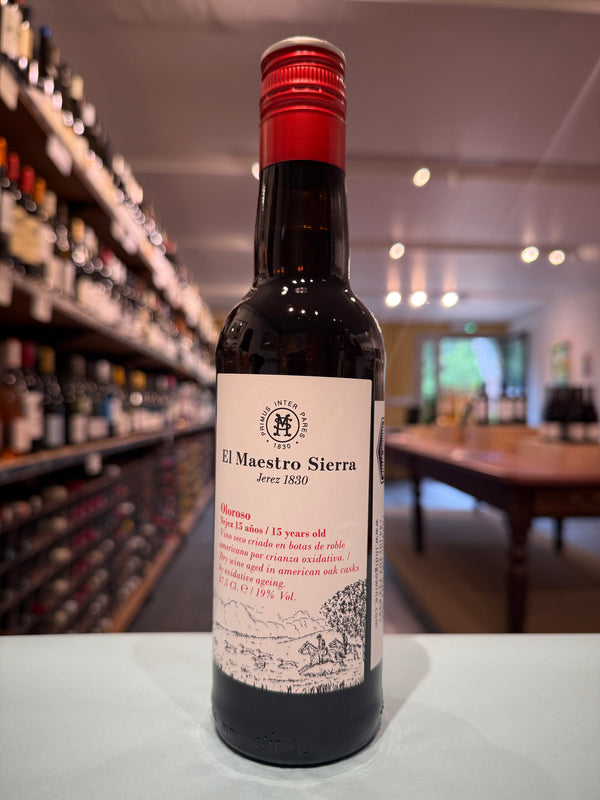 PRIMUS INTER PARES
1830
El Maestro Sierra
Jerez 1830
Oloroso
Vejez 15 años / 15 years old
Vino seco criado en botas de roble
americano por crianza oxidativa. /
Dry wine aged in american oak casks
by oxidative ageing.
37,5 Cl. ℮ / 19% Vol.